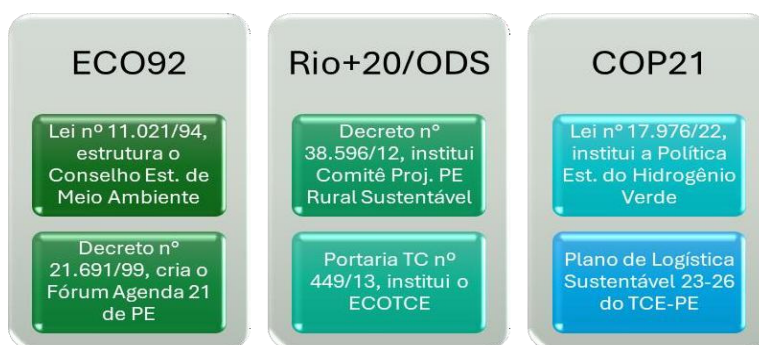 ECO92
Lei nº 11.021/94,
estrutura o
Conselho Est. de
Meio Ambiente
Decreto nº
21.691/99, cria o
Fórum Agenda 21
de PE
Rio+20/ODS
Decreto nº
38.596/12, institui
Comitê Proj. PE
Rural Sustentável
Portaria TC nº
449/13, institui o
ECOTCE
COP21
Lei nº 17.976/22,
institui a Política
Est. do Hidrogênio
Verde
Plano de Logística
Sustentável 23-26
do TCE-PE